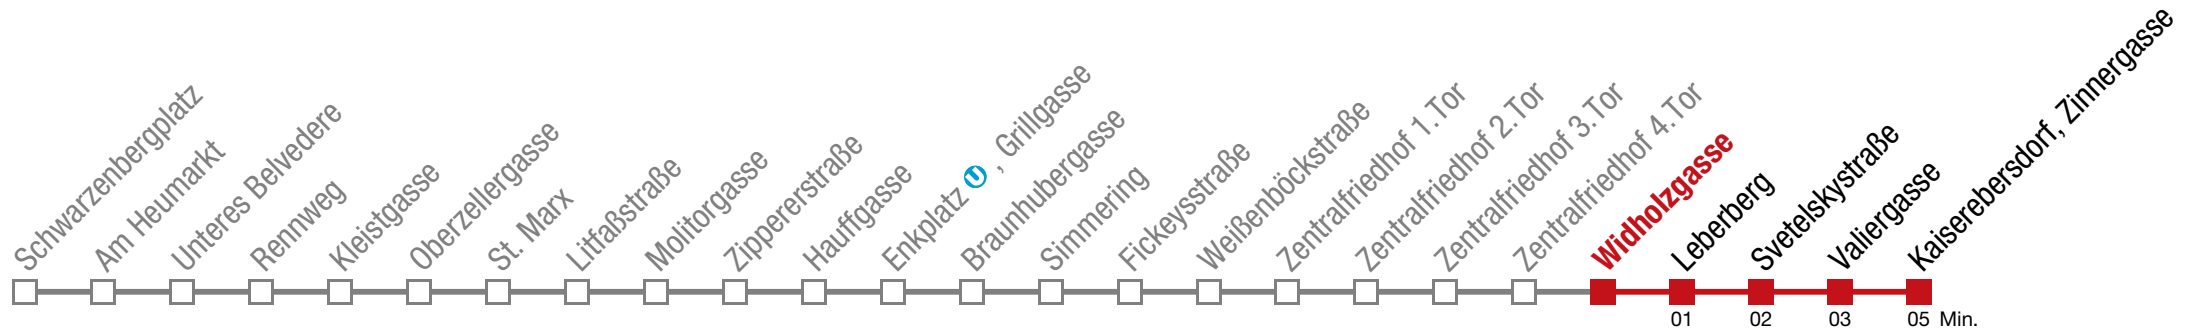 Schwarzenbergplatz
Am Heumarkt
Unteres Belvedere
Rennweg
Kleistgasse
Oberzellergasse
St. Marx
Litfaßstraße
Molitorgasse
Zippererstraße
Hauffgasse
Enkplatz U , Grillgasse
Braunhubergasse
Simmering
Fickeysstraße
Weißenböckstraße
Zentralfriedhof 1.Tor
Zentralfriedhof 2.Tor
Zentralfriedhof 3.Tor
Zentralfriedhof 4.Tor
Widholzgasse
Leberberg
Svetelskystraße
Valiergasse
Kaiserebersdorf, Zinnergasse
01 02 03 05 Min.